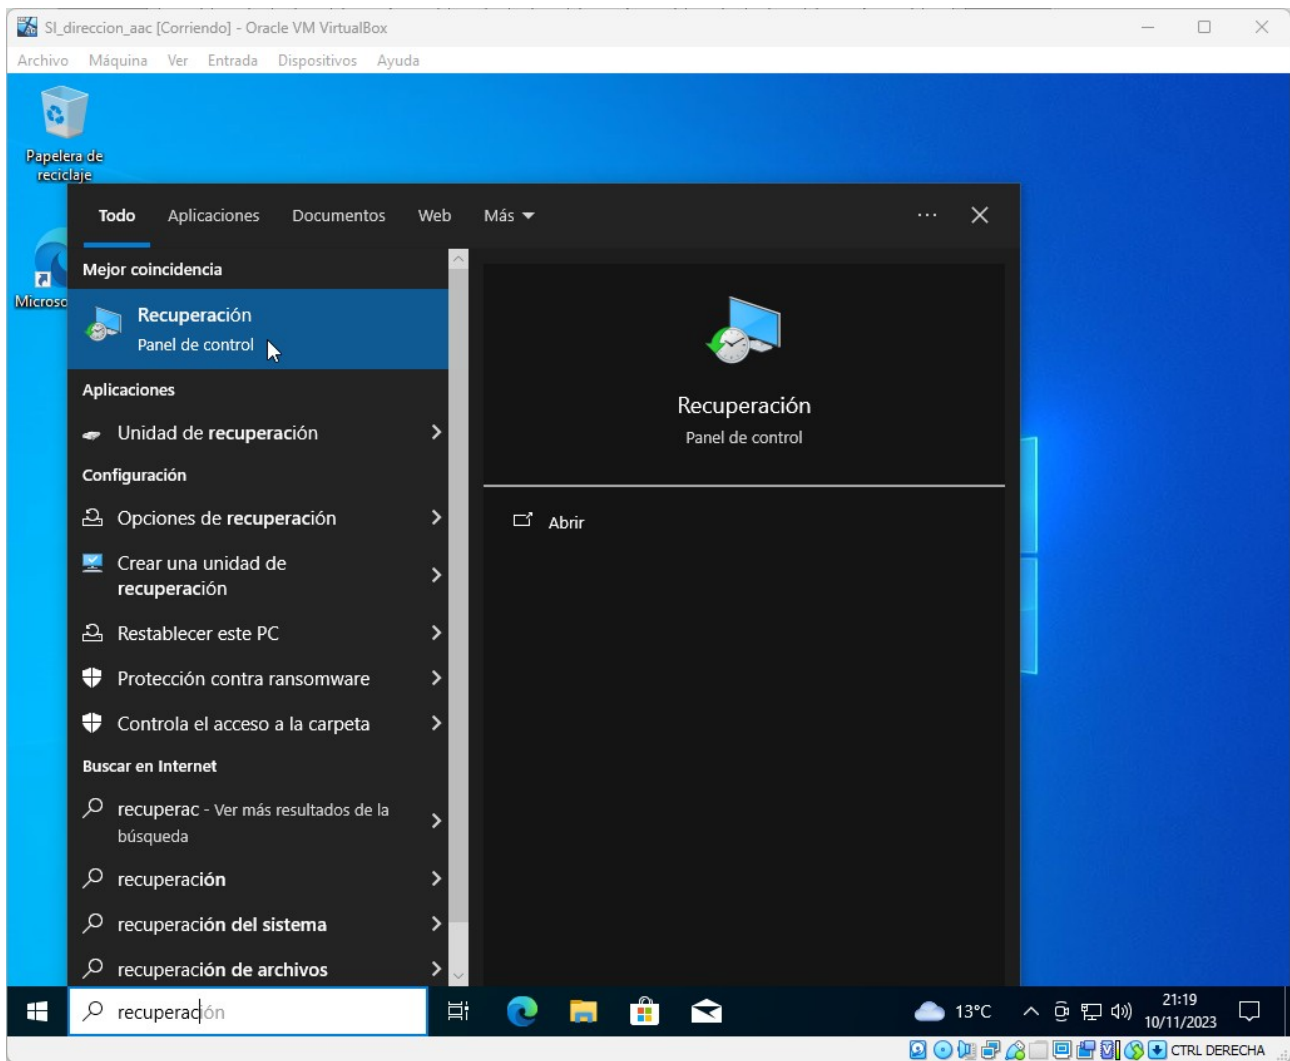 SI_direccion_aac [Corriendo] - Oracle VM VirtualBox
Archivo Máquina Ver Entrada Dispositivos Ayuda
Papelera de
reciclaje
Todo Aplicaciones Documentos Web Más
Mejor coincidencia
Microso
Recuperación
Panel de control
Aplicaciones
Unidad de recuperación
Configuración
Opciones de recuperación
Crear una unidad de
recuperación
Restablecer este PC
Protección contra ransomware
Controla el acceso a la carpeta
Buscar en Internet
recuperac - Ver más resultados de la
búsqueda
recuperación
recuperación del sistema
recuperación de archivos
Recuperación
Panel de control
Abrir
recuperación
13°C
21:19
10/11/2023
CTRL DERECHA